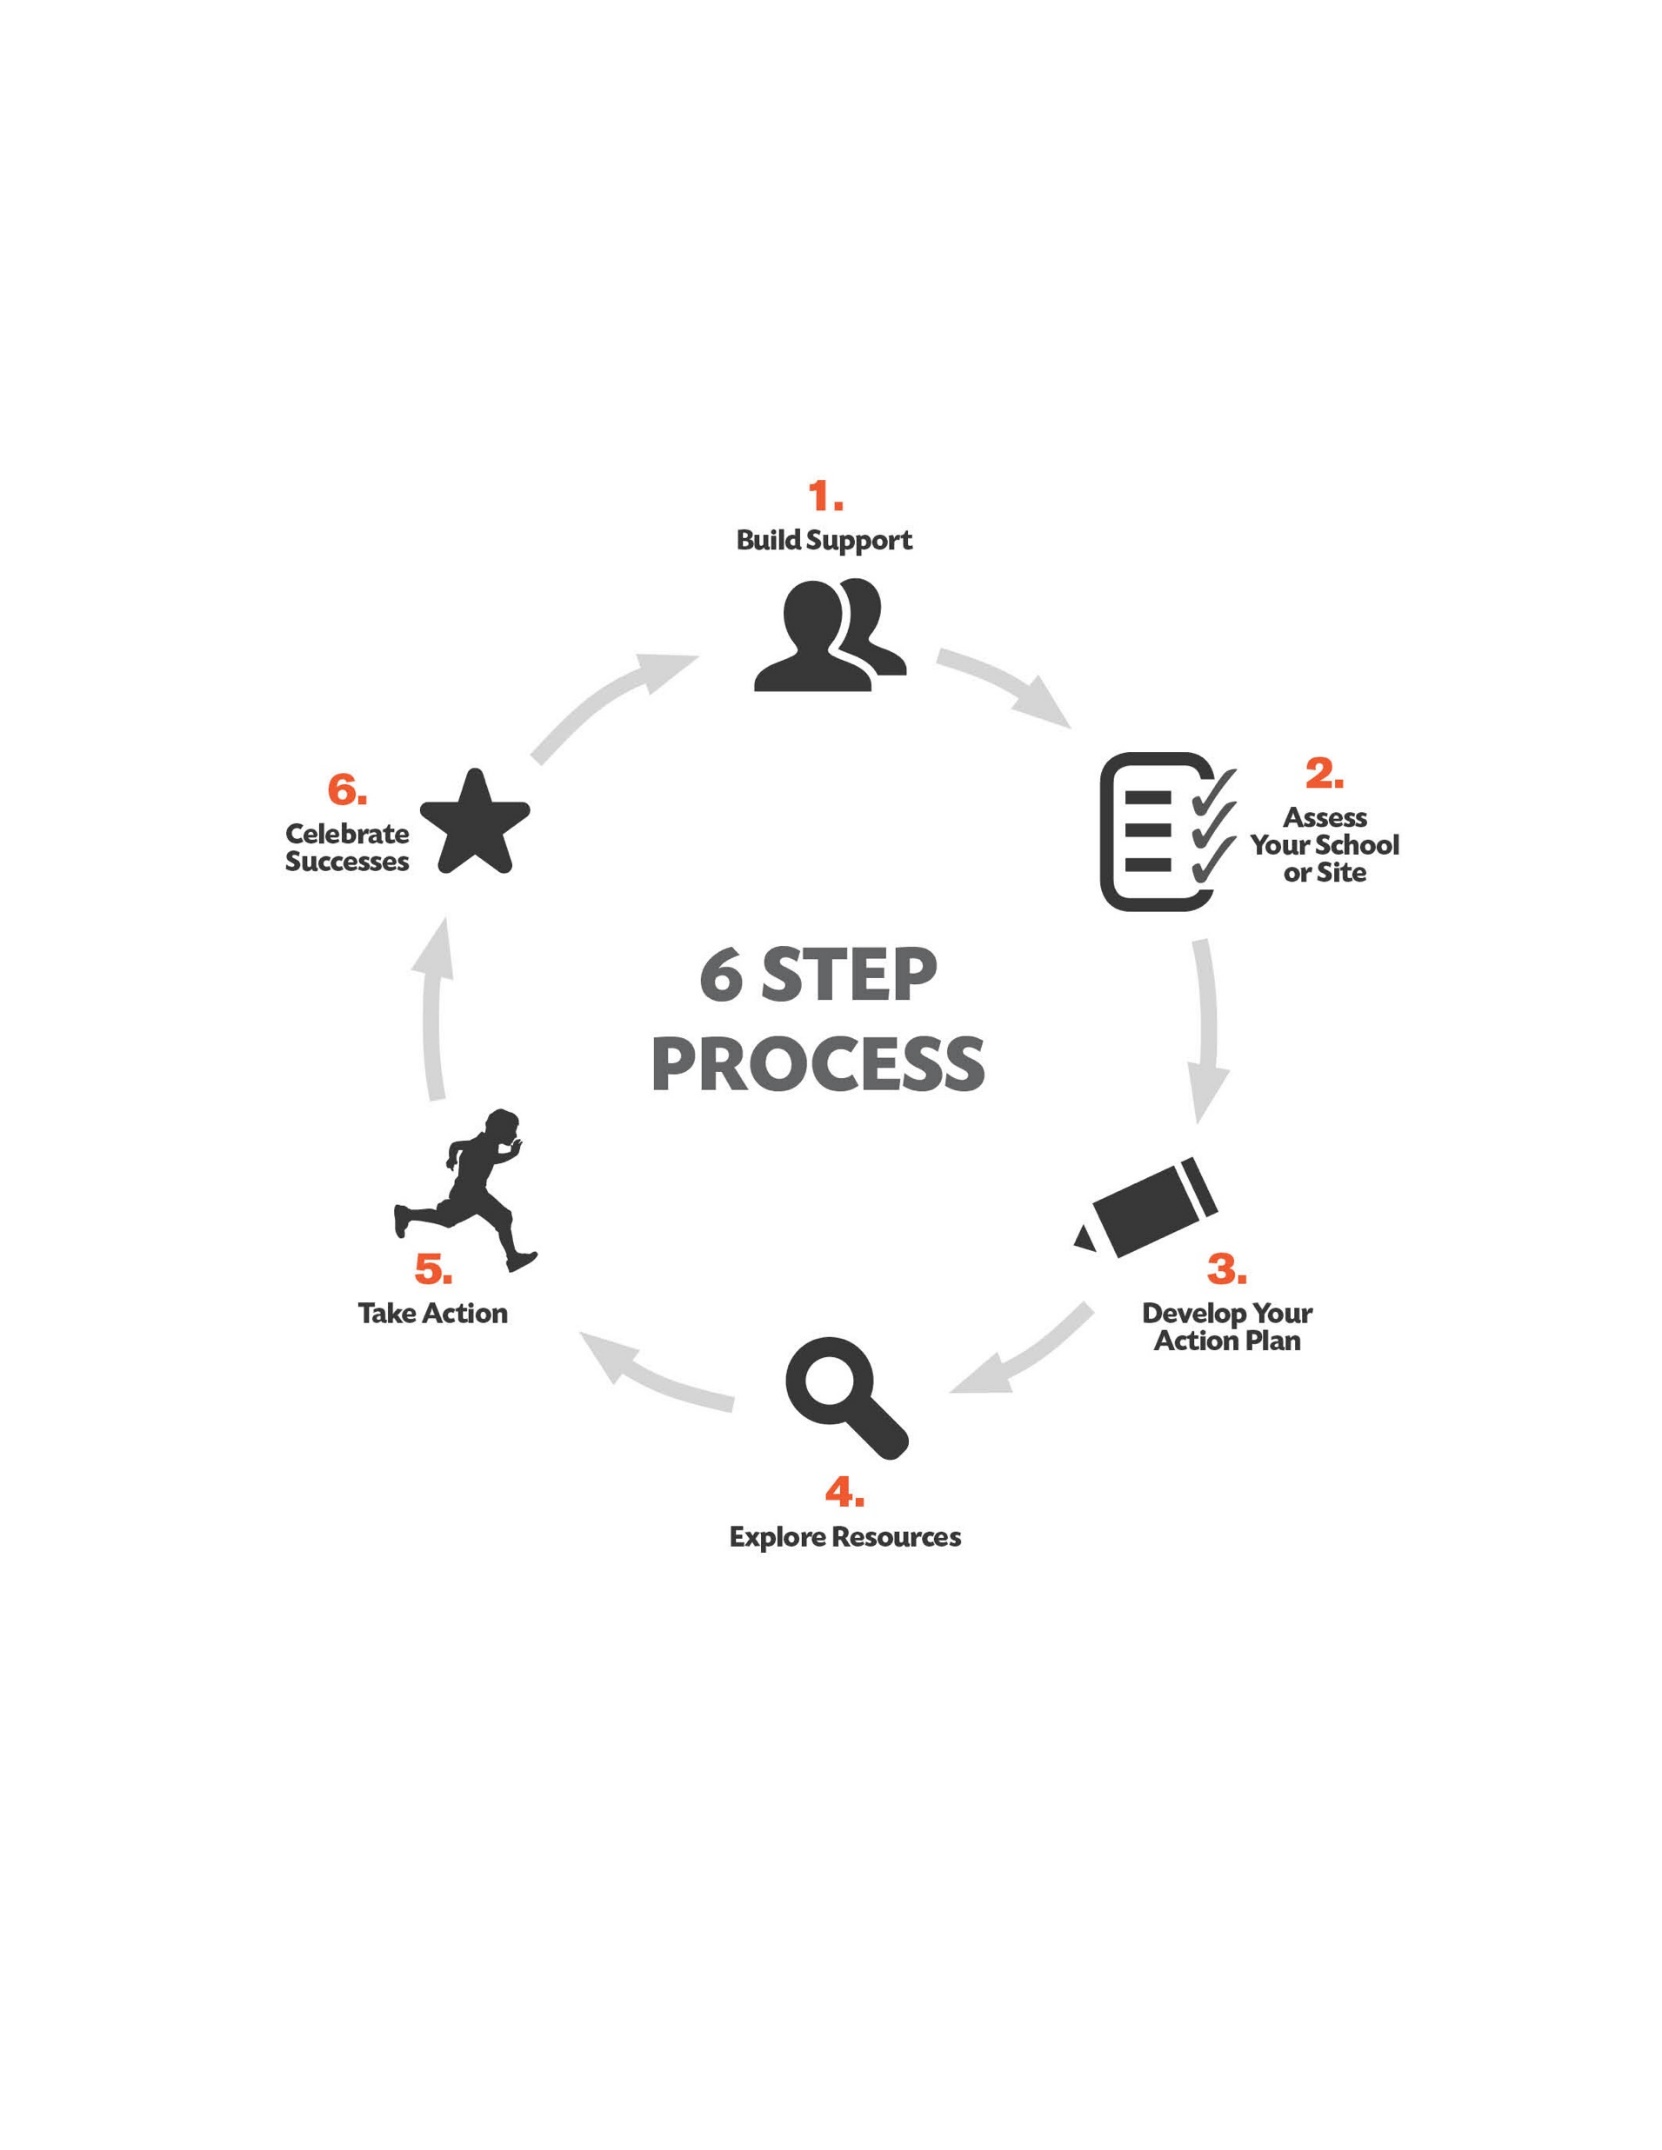 1.
Build Support
2.
Assess
Your School
or Site
3.
Develop Your
Action Plan
4.
Explore Resources
5.
Take Action
6.
Celebrate
Successes
6 STEP
PROCESS